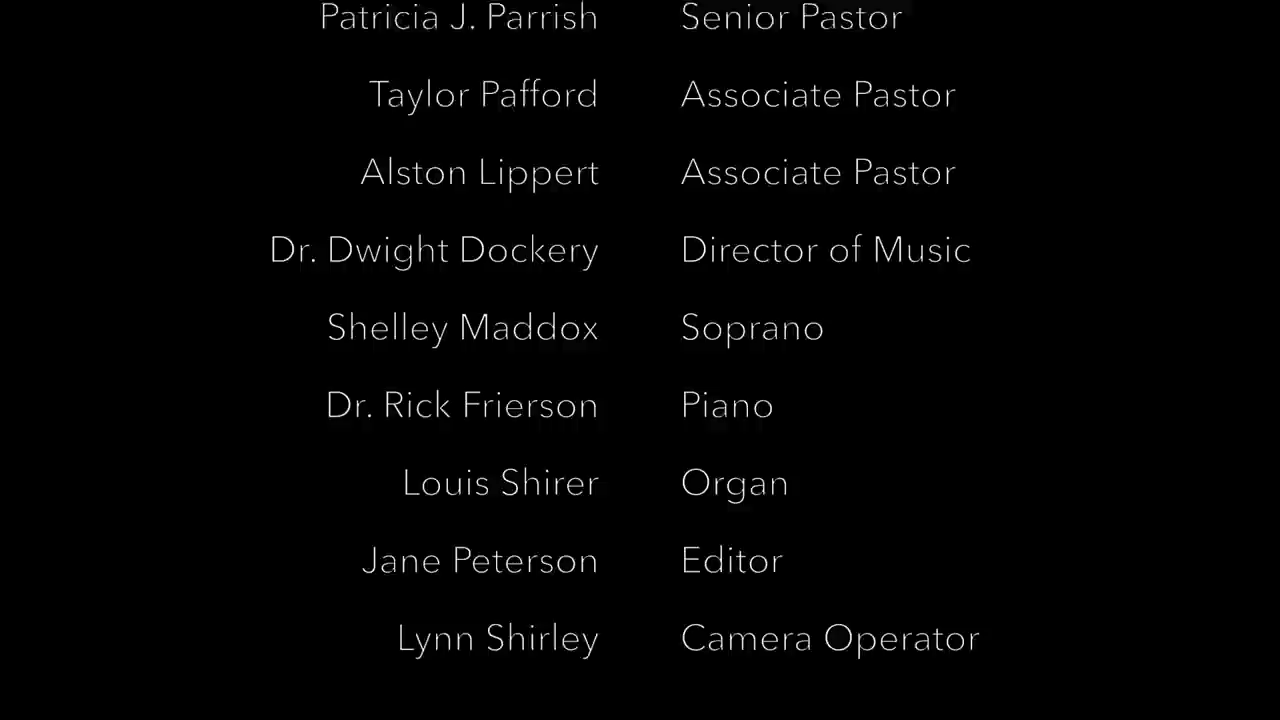 Patricia J. Parrish Senior Pastor
Taylor Pafford Associate Pastor
Alston Lippert Associate Pastor
Dr. Dwight Dockery Director of Music
Shelley Maddox Soprano
Dr. Rick Frierson Piano
Louis Shirer Organ
Jane Peterson Editor
Lynn Shirley Camera Operator